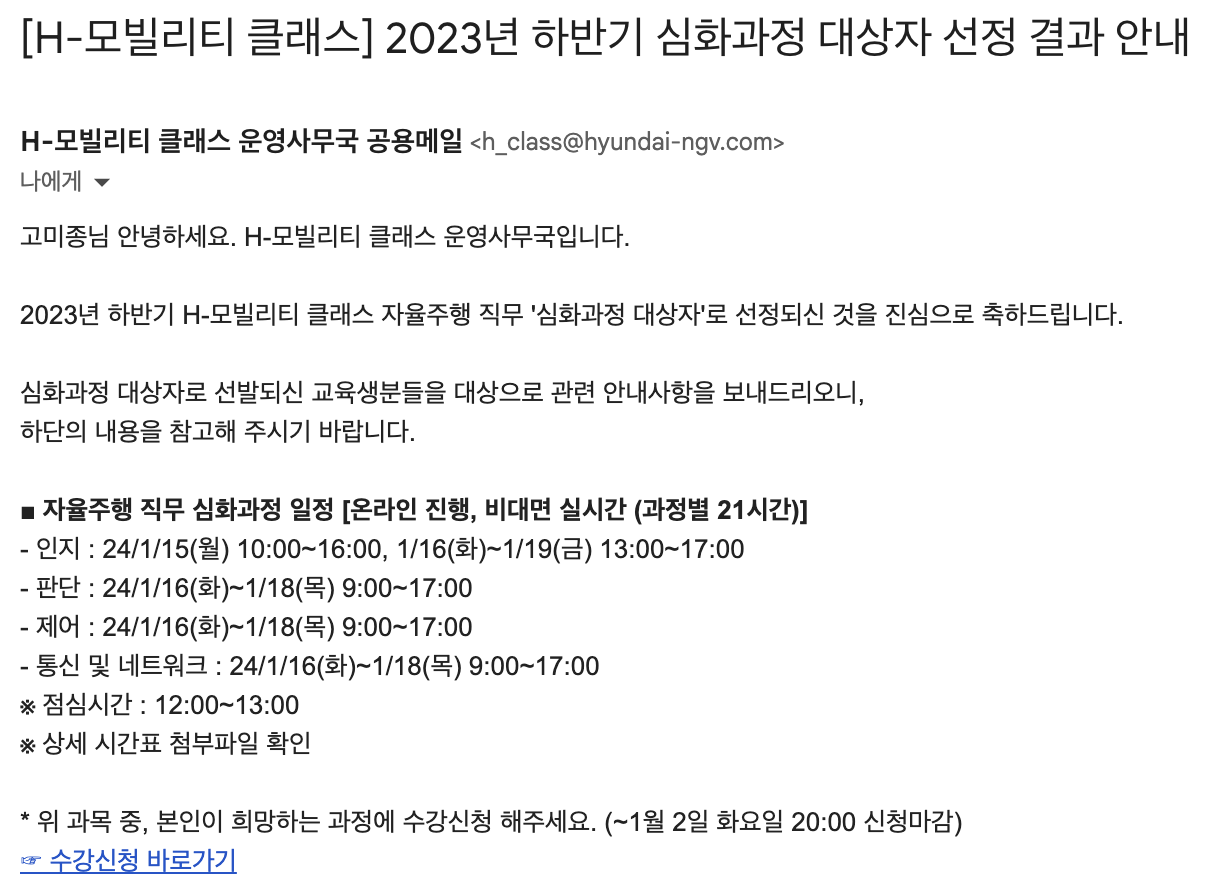 [H-모빌리티 클래스] 2023년 하반기 심화과정 대상자 선정 결과 안내
H-모빌리티 클래스 운영사무국 공용메일 <h_class@hyundai-ngv.com>
나에게
고미종님 안녕하세요. H-모빌리티 클래스 운영사무국입니다.
2023년 하반기 H-모빌리티 클래스 자율주행 직무 '심화과정 대상자'로 선정되신 것을 진심으로 축하드립니다.
심화과정 대상자로 선발되신 교육생분들을 대상으로 관련 안내사항을 보내드리오니,
하단의 내용을 참고해 주시기 바랍니다.
■ 자율주행 직무 심화과정 일정 [온라인 진행, 비대면 실시간 (과정별 21시간)]
- 인지 : 24/1/15(월) 10:00~16:00, 1/16(화)~1/19(금) 13:00~17:00
- 판단 : 24/1/16(화)~1/18(목) 9:00~17:00
- 제어 : 24/1/16(화)~1/18(목) 9:00~17:00
- 통신 및 네트워크 : 24/1/16(화)~1/18(목) 9:00~17:00
※ 점심시간 : 12:00~13:00
※ 상세 시간표 첨부파일 확인
* 위 과목 중, 본인이 희망하는 과정에 수강신청 해주세요. (~1월 2일 화요일 20:00 신청마감)
☞ 수강신청 바로가기